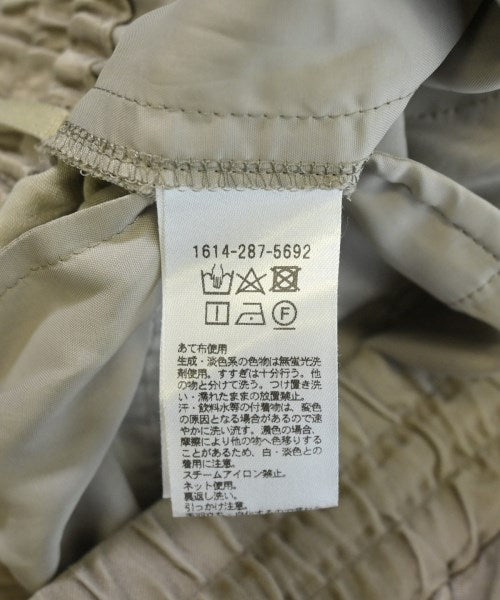 1614-287-5692
F
あて布使用
生成・淡色系の色物は無蛍光洗
剤使用。すすぎは十分行う。他
の物と分けて洗う。つけ置き洗
い・濡れたままの放置禁止。
汗・飲料水等の付着物は、変色
の原因となる場合があるので速
やかに洗い流す。濃色の場合、
摩擦により他の物へ色移りする
ことがあるため、白・淡色との
着用に注意。
スチームアイロン禁止。
ネット使用。
裏返し洗い。
引っかけ注意。